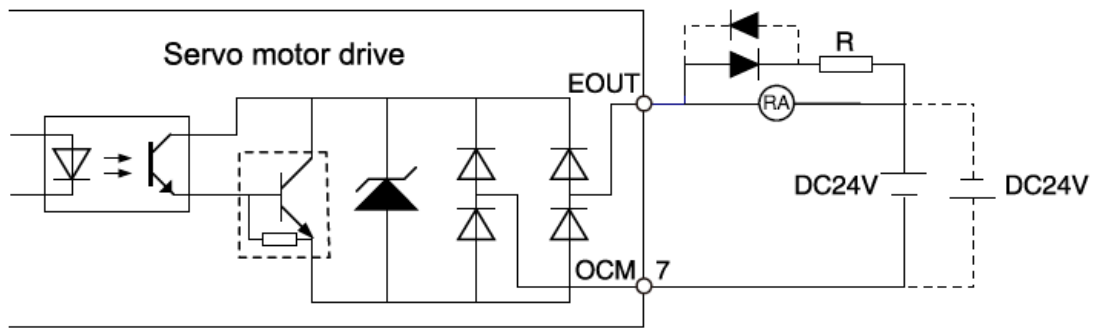 Servo motor drive
R
EOUT
RA
DC24V
DC24V
OCM 7